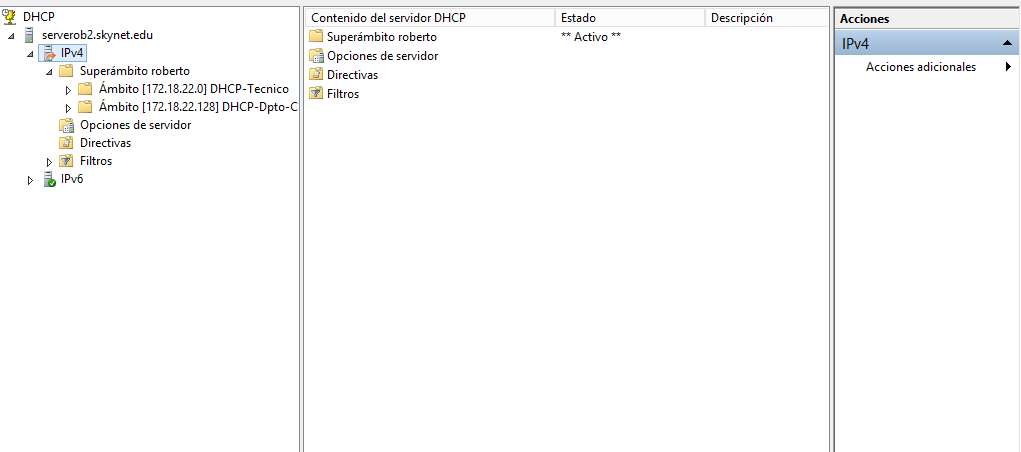 DHCP
serverob2.skynet.edu
IPv4
Superámbito roberto
Ámbito [172.18.22.0] DHCP-Tecnico
Ámbito [172.18.22.128] DHCP-Dpto-C
Opciones de servidor
Directivas
Filtros
IPv6
Contenido del servidor DHCP Estado Descripción
Superámbito roberto ** Activo **
Opciones de servidor
Directivas
Filtros
Acciones
IPv4
Acciones adicionales